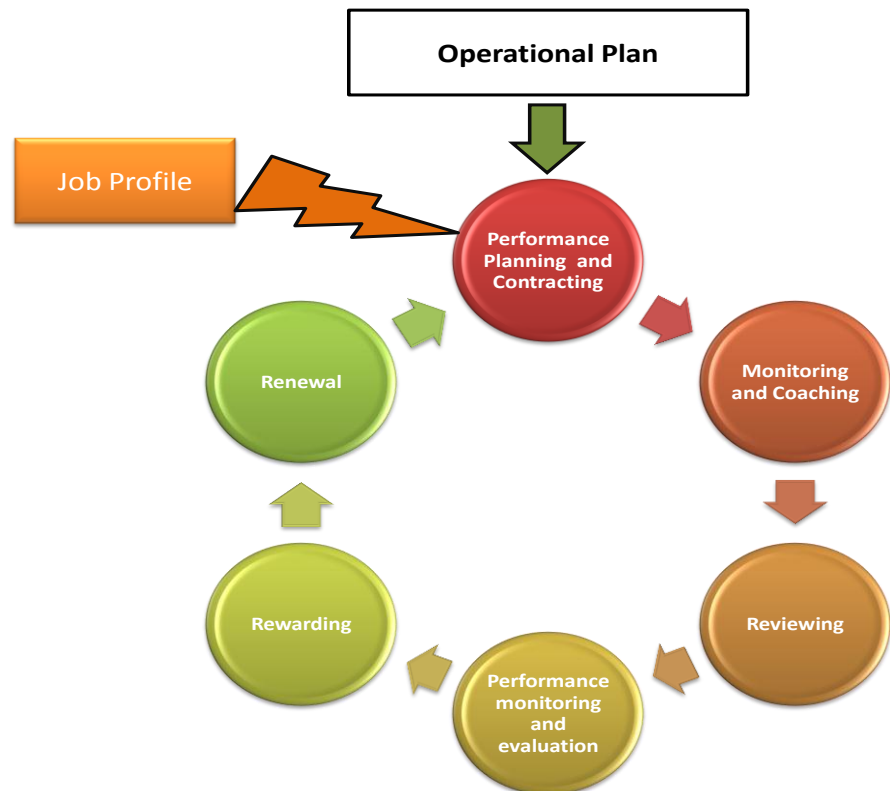 Operational Plan
Job Profile
Performance
Planning and
Contracting
Monitoring
and Coaching
Reviewing
Performance
monitoring
and
evaluation
Rewarding
Renewal